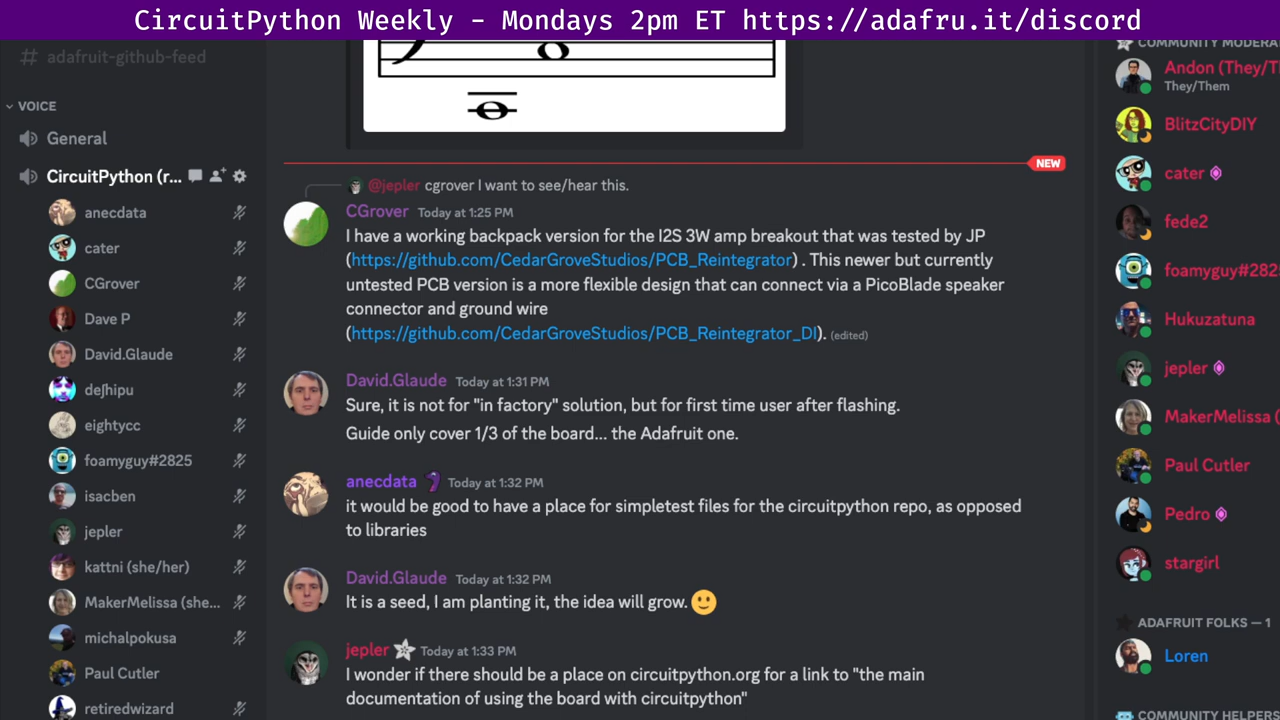 CircuitPython Weekly - Mondays 2pm ET https://adafru.it/discord
# adafruit-github-feed
VOICE
General
CircuitPython (r...
anecdata
cater
CGrover
Dave P
David.Glaude
deʃhipu
eightycc
foamyguy#2825
isacben
jepler
kattni (she/her)
MakerMelissa (she...
michalpokusa
Paul Cutler
retiredwizard
NEW
@jepler cgrover I want to see/hear this.
CGrover Today at 1:25 PM
I have a working backpack version for the I2S 3W amp breakout that was tested by JP
(https://github.com/CedarGroveStudios/PCB_Reintegrator) . This newer but currently
untested PCB version is a more flexible design that can connect via a PicoBlade speaker
connector and ground wire
(https://github.com/CedarGroveStudios/PCB_Reintegrator_DI). (edited)
David.Glaude Today at 1:31 PM
Sure, it is not for "in factory" solution, but for first time user after flashing.
Guide only cover 1/3 of the board... the Adafruit one.
anecdata Today at 1:32 PM
it would be good to have a place for simpletest files for the circuitpython repo, as opposed
to libraries
David.Glaude Today at 1:32 PM
It is a seed, I am planting it, the idea will grow.
jepler Today at 1:33 PM
I wonder if there should be a place on circuitpython.org for a link to "the main
documentation of using the board with circuitpython"
COMMUNITY MODERA
Andon (They/T
They/Them
BlitzCityDIY
cater
fede2
foamyguy#282
Hukuzatuna
jepler
MakerMelissa (
Paul Cutler
Pedro
stargirl
ADAFRUIT FOLKS — 1
Loren
COMMUNITY HELPERS